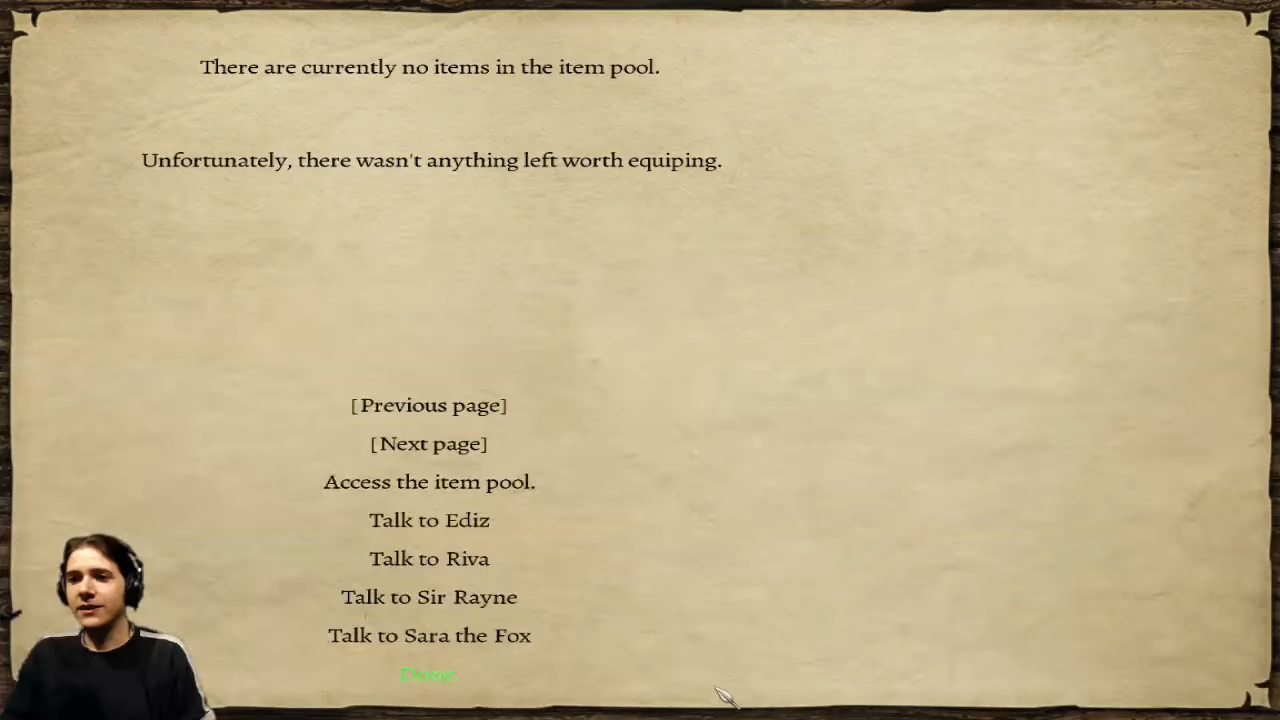 There are currently no items in the item pool.
Unfortunately, there wasn't anything left worth equiping.
[Previous page]
[Next page]
Access the item pool.
Talk to Ediz
Talk to Riva
Talk to Sir Rayne
Talk to Sara the Fox
Done